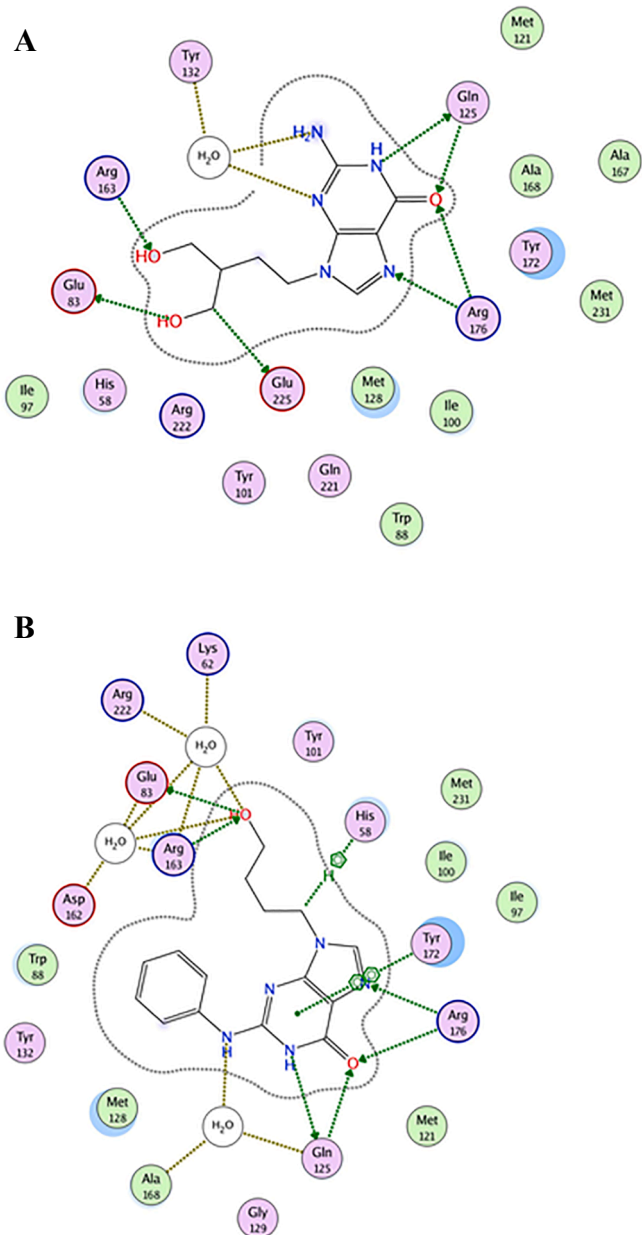 A
Met
121
Tyr
132
Gln
125
H₂N
H
N
H₂O
Ala
167
Arg
163
Ala
168
N
O
HO
Tyr
172
N
N
Glu
83
Met
231
HO
Arg
176
Ile
97
His
58
Glu
225
Met
128
Ile
100
Arg
222
Tyr
101
Gln
221
Trp
88
B
Lys
62
Arg
222
H₂O
Tyr
101
Glu
83
Met
231
HO
His
58
H₂O
Arg
163
Ile
100
H
Asp
162
Ile
97
Tyr
172
N
Trp
88
N
N
Arg
176
Tyr
132
N
H
N
H
O
Met
128
H₂O
Met
121
Gln
125
Ala
168
Gly
129